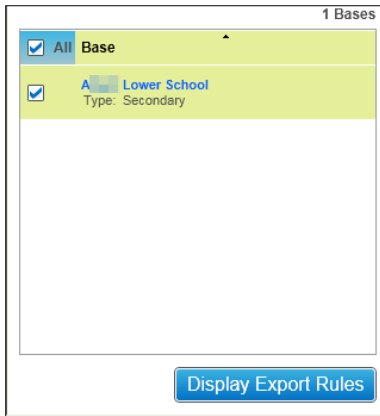 1 Bases
All Base
Lower School
Type: Secondary
Display Export Rules